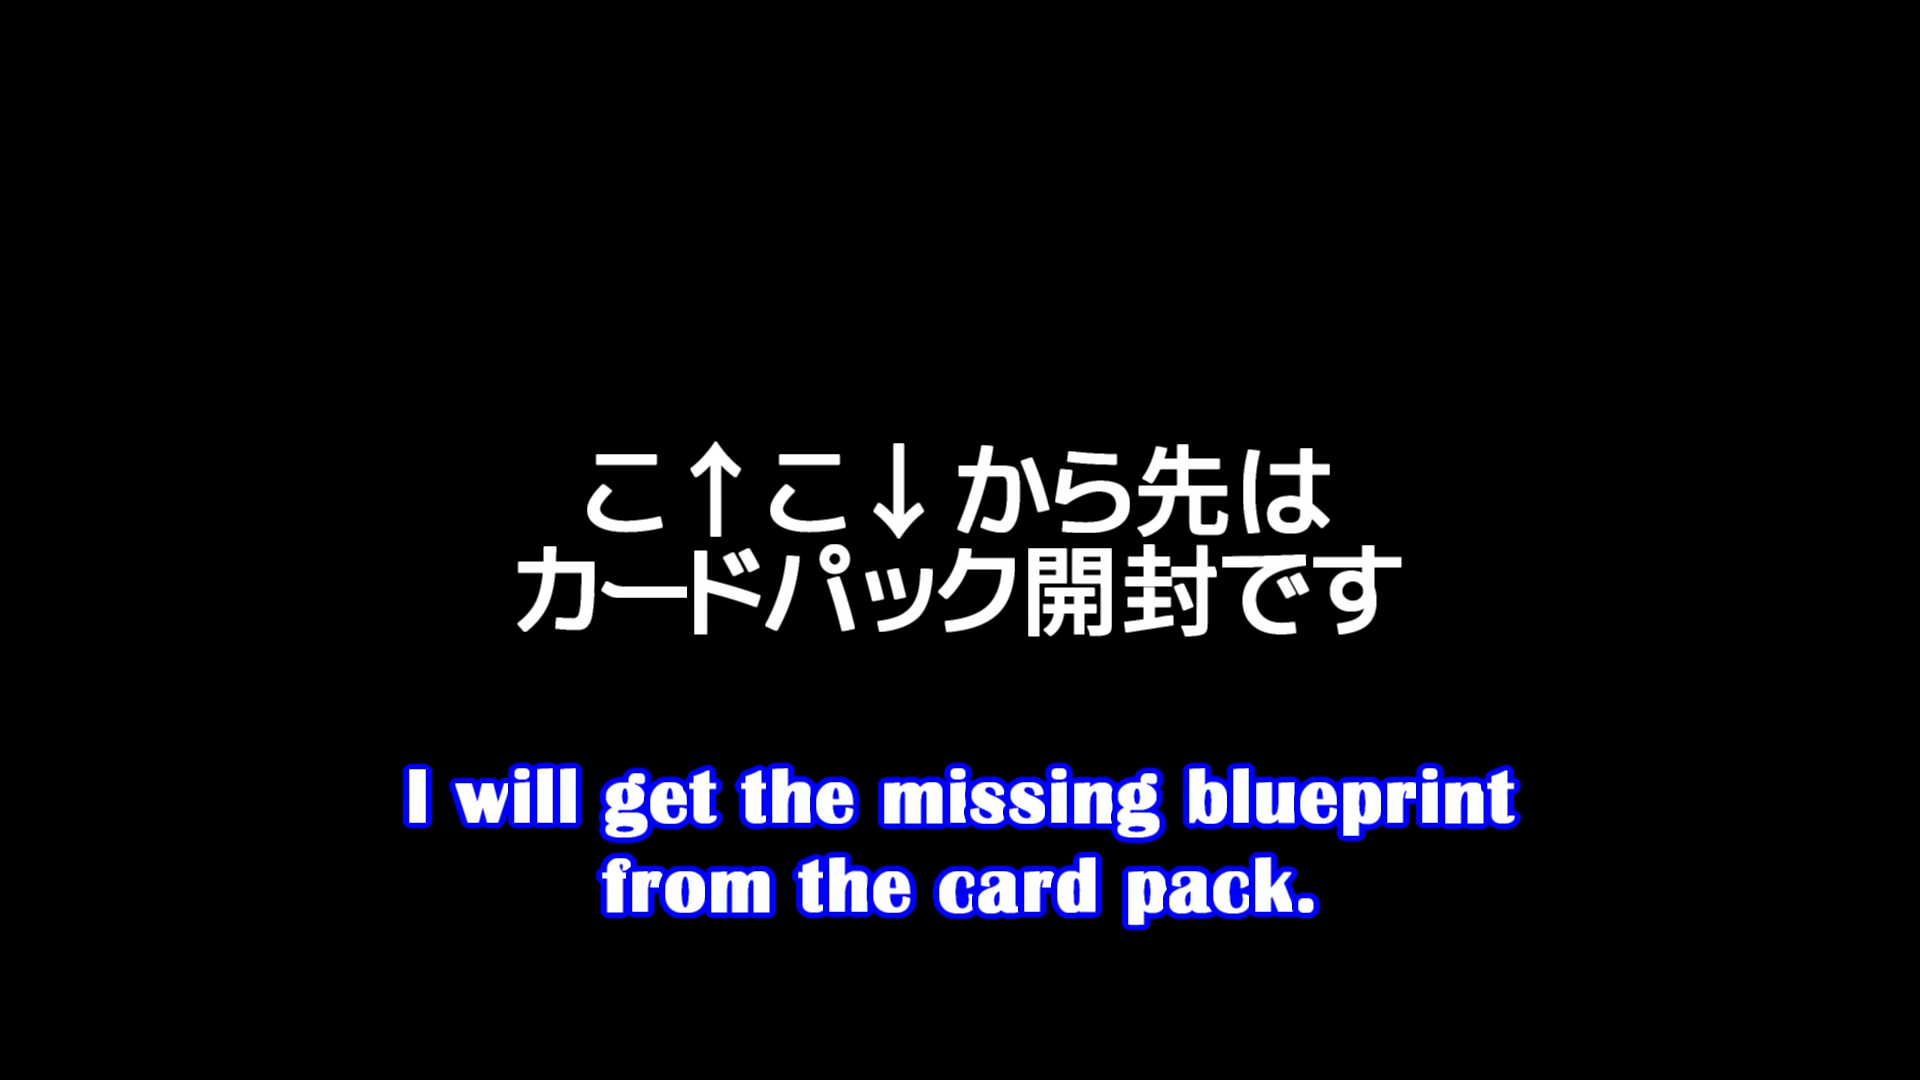 こ↑こ↓から先は
カードパック開封です
I will get the missing blueprint
from the card pack.